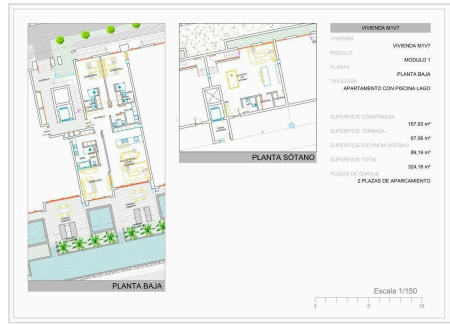 VIVIENDA M1V7
VIVIENDA
VIVIENDA M1V7
MÓDULO
MÓDULO 1
PLANTA
PLANTA BAJA
TIPOLOGÍA
APARTAMENTO CON PISCINA LAGO
SUPERFICIE CONSTRUIDA
167,93 m²
SUPERFICIE TERRAZA
67,06 m²
SUPERFICIE ESTANCIA SÓTANO
89,19 m²
SUPERFICIE TOTAL
324,18 m²
PLAZAS DE GARAJE
2 PLAZAS DE APARCAMIENTO
PLANTA SÓTANO
PLANTA BAJA
Escala 1/150
0 5 10